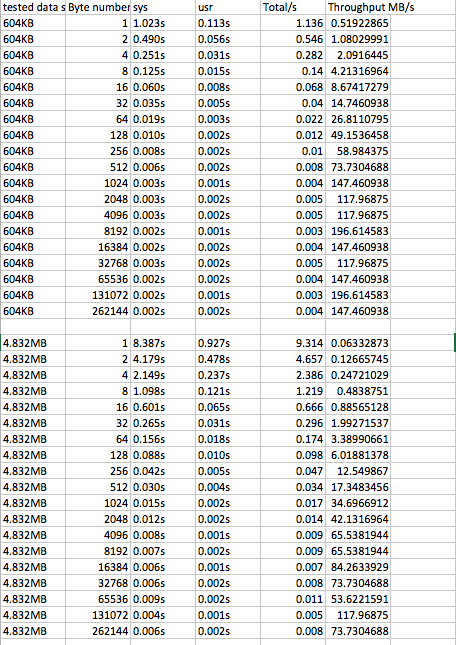 tested data s Byte number sys usr Total/s Throughput MB/s
604KB 1 1.023s 0.113s 1.136 0.51922865
604KB 2 0.490s 0.056s 0.546 1.08029991
604KB 4 0.251s 0.031s 0.282 2.0916445
604KB 8 0.125s 0.015s 0.14 4.21316964
604KB 16 0.060s 0.008s 0.068 8.67417279
604KB 32 0.035s 0.005s 0.04 14.7460938
604KB 64 0.019s 0.003s 0.022 26.8110795
604KB 128 0.010s 0.002s 0.012 49.1536458
604KB 256 0.008s 0.002s 0.01 58.984375
604KB 512 0.006s 0.002s 0.008 73.7304688
604KB 1024 0.003s 0.001s 0.004 147.460938
604KB 2048 0.003s 0.002s 0.005 117.96875
604KB 4096 0.003s 0.002s 0.005 117.96875
604KB 8192 0.002s 0.001s 0.003 196.614583
604KB 16384 0.002s 0.002s 0.004 147.460938
604KB 32768 0.003s 0.002s 0.005 117.96875
604KB 65536 0.002s 0.002s 0.004 147.460938
604KB 131072 0.002s 0.001s 0.003 196.614583
604KB 262144 0.002s 0.002s 0.004 147.460938
4.832MB 1 8.387s 0.927s 9.314 0.06332873
4.832MB 2 4.179s 0.478s 4.657 0.12665745
4.832MB 4 2.149s 0.237s 2.386 0.24721029
4.832MB 8 1.098s 0.121s 1.219 0.4838751
4.832MB 16 0.601s 0.065s 0.666 0.88565128
4.832MB 32 0.265s 0.031s 0.296 1.99271537
4.832MB 64 0.156s 0.018s 0.174 3.38990661
4.832MB 128 0.088s 0.010s 0.098 6.01881378
4.832MB 256 0.042s 0.005s 0.047 12.549867
4.832MB 512 0.030s 0.004s 0.034 17.3483456
4.832MB 1024 0.015s 0.002s 0.017 34.6966912
4.832MB 2048 0.012s 0.002s 0.014 42.1316964
4.832MB 4096 0.008s 0.001s 0.009 65.5381944
4.832MB 8192 0.007s 0.002s 0.009 65.5381944
4.832MB 16384 0.006s 0.001s 0.007 84.2633929
4.832MB 32768 0.006s 0.002s 0.008 73.7304688
4.832MB 65536 0.009s 0.002s 0.011 53.6221591
4.832MB 131072 0.004s 0.001s 0.005 117.96875
4.832MB 262144 0.006s 0.002s 0.008 73.7304688